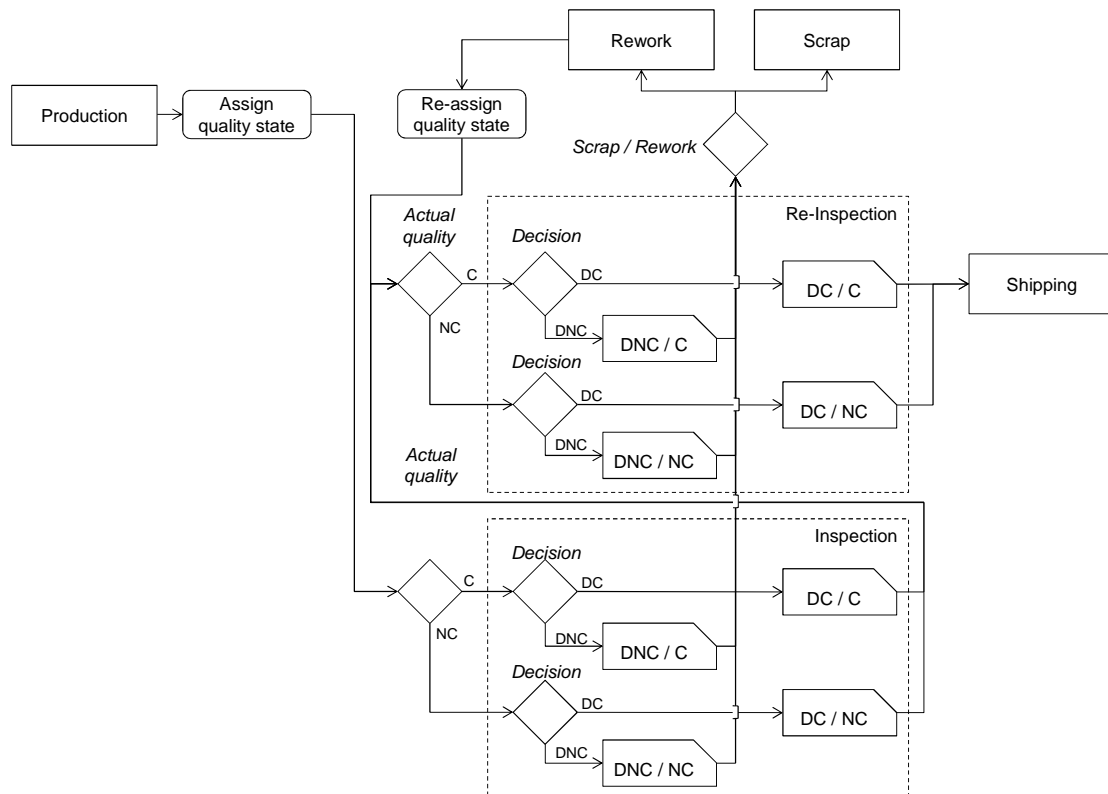 Rework
Scrap
Production
Assign
quality state
Re-assign
quality state
Scrap / Rework
Re-Inspection
Actual
quality
Decision
C
DC
DC / C
Shipping
NC
DNC
DNC / C
Decision
DC
DC / NC
DNC
DNC / NC
Actual
quality
Inspection
Decision
C
DC
DC / C
NC
DNC
DNC / C
Decision
DC
DC / NC
DNC
DNC / NC